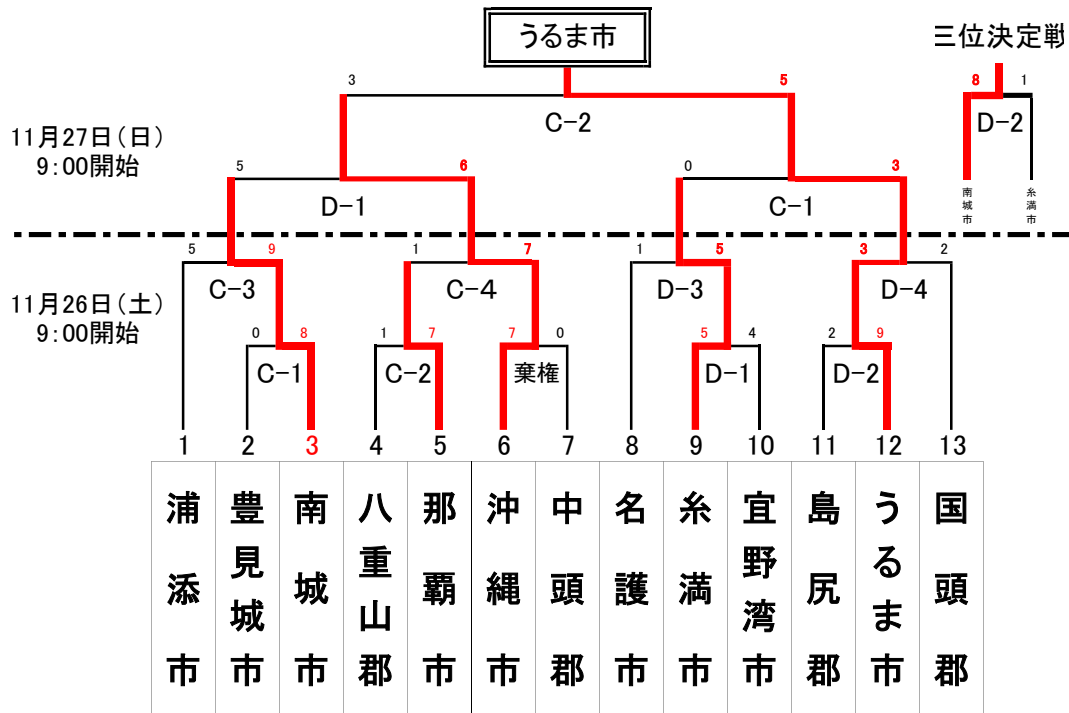 うるま市
三位決定戦
3
5
8
1
C-2
D-2
11月27日(日)
9:00開始
5
6
0
3
南城市
糸満市
D-1
C-1
5
9
1
7
1
5
3
2
C-3
C-4
D-3
D-4
11月26日(土)
9:00開始
0
8
1
7
7
0
5
4
2
9
C-1
C-2
棄権
D-1
D-2
1
2
3
4
5
6
7
8
9
10
11
12
13
浦添市
豊見城市
南城市
八重山郡
那覇市
沖縄市
中頭郡
名護市
糸満市
宜野湾市
島尻郡
うるま市
国頭郡